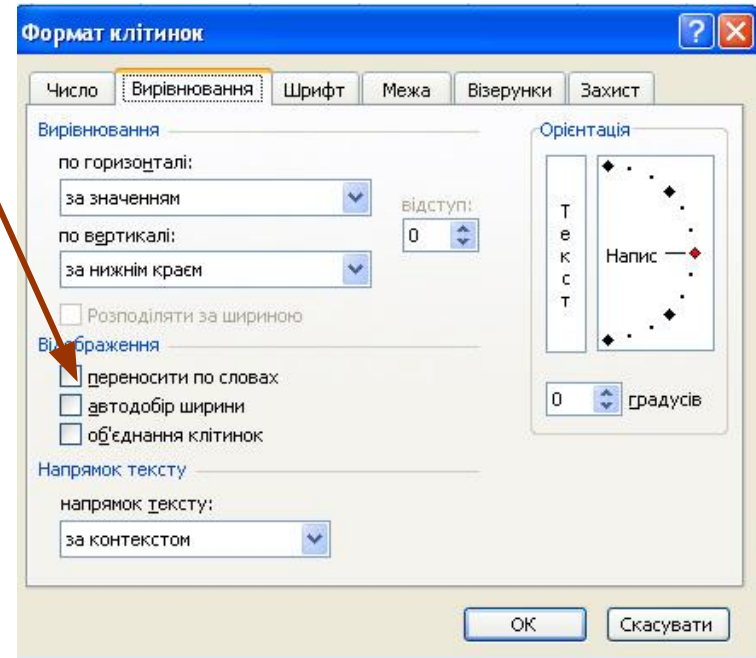 Формат клітинок
Число Вирівнювання Шрифт Межа Візерунки Захист
Вирівнювання
по горизонталі:
за значенням
відступ:
0
по вертикалі:
за нижнім краєм
Розподіляти за шириною
Відображення
переносити по словах
автодобір ширини
об'єднання клітинок
Напрямок тексту
напрямок тексту:
за контекстом
Орієнтація
Текст
Напис
0 градусів
ОК Скасувати